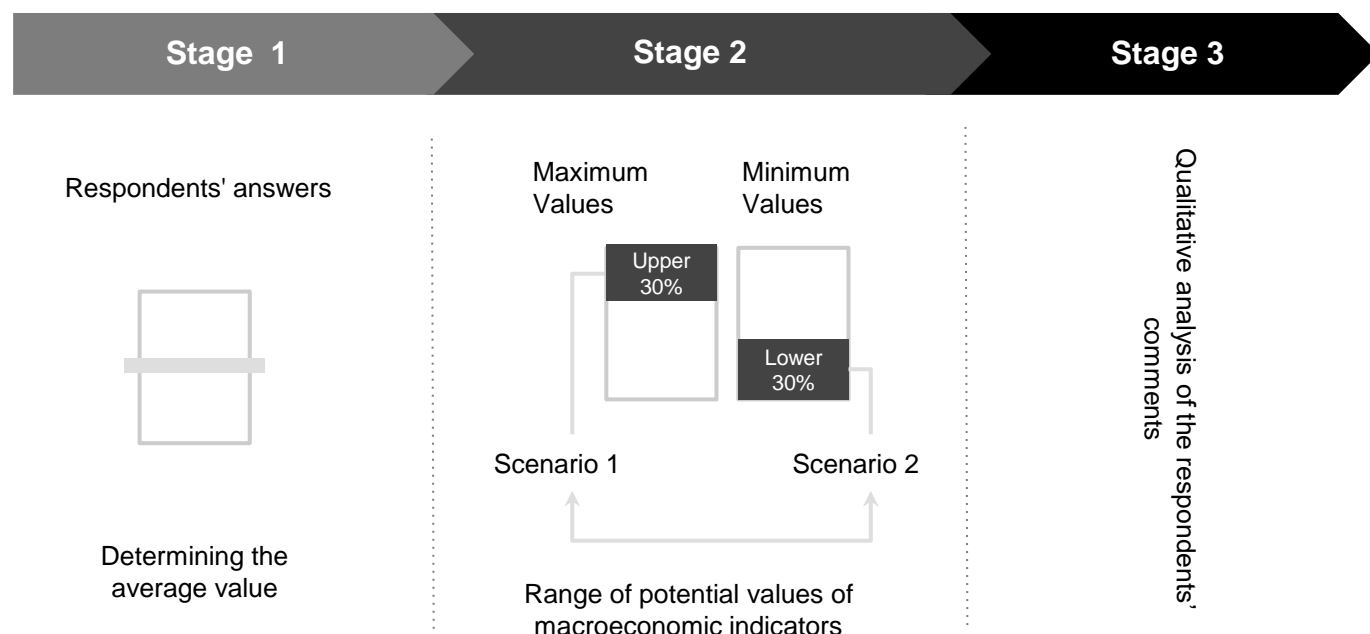 Stage 1
Stage 2
Stage 3
Respondents' answers
Determining the
average value
Maximum
Values
Minimum
Values
Upper
30%
Lower
30%
Scenario 1
Scenario 2
Range of potential values of
macroeconomic indicators
Qualitative analysis of the respondents’
comments